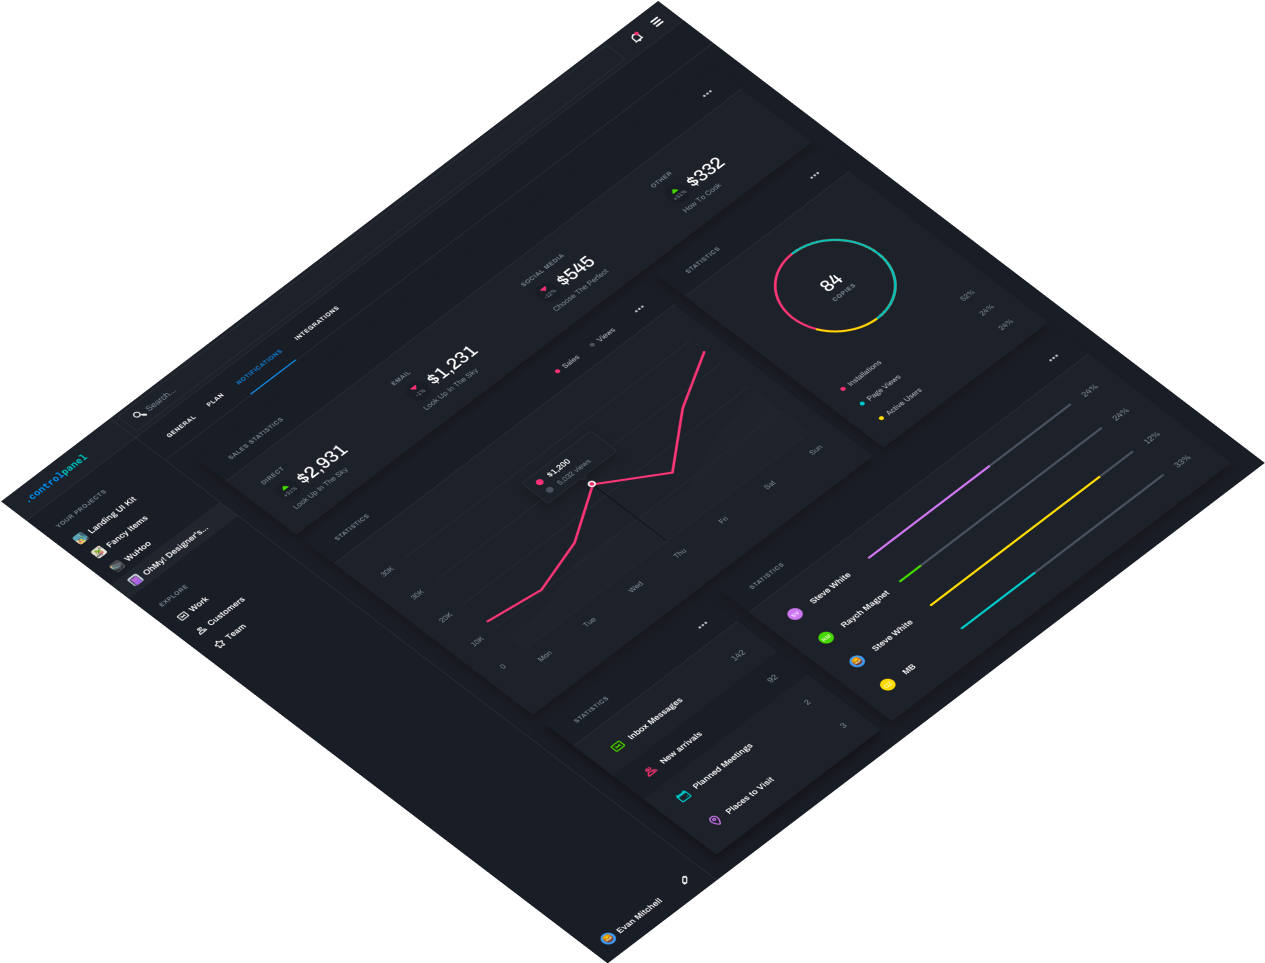 .controlpanel
Search...
YOUR PROJECTS
Landing UI Kit
Fancy Items
WuHoo
OhMy! Designer's...
EXPLORE
Work
Customers
Team
Evan Mitchell
GENERAL
PLAN
NOTIFICATIONS
INTEGRATIONS
SALES STATISTICS
DIRECT
$2,931
Look Up In The Sky
EMAIL
$1,231
Look Up In The Sky
SOCIAL MEDIA
-12%
$545
Choose The Perfect
OTHER
$332
How To Cook
STATISTICS
Sales
Views
30K
30K
20K
10K
0
$1,200
5,032 views
Mon
Tue
Wed
Thu
Fri
Sat
Sun
STATISTICS
84
COPIES
Installations
52%
Page Views
24%
Active Users
24%
STATISTICS
Inbox Messages
142
New arrivals
92
Planned Meetings
2
Places to Visit
3
STATISTICS
Steve White
24%
Raych Magnet
24%
Steve White
12%
MB
33%